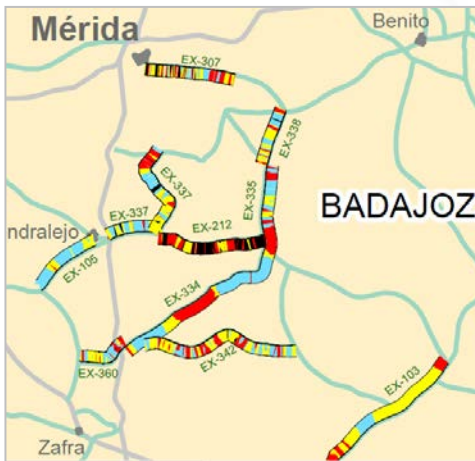 Benito
Mérida
EX-307
EX-338
EX-337
EX-335
BADAJOZ
EX-337
ndralejo
EX-212
EX-105
EX-334
EX-342
EX-360
EX-103
Zafra